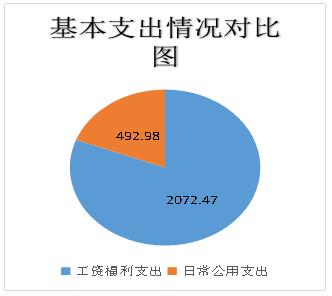 基本支出情况对比
图
492.98
2072.47
工资福利支出 日常公用支出